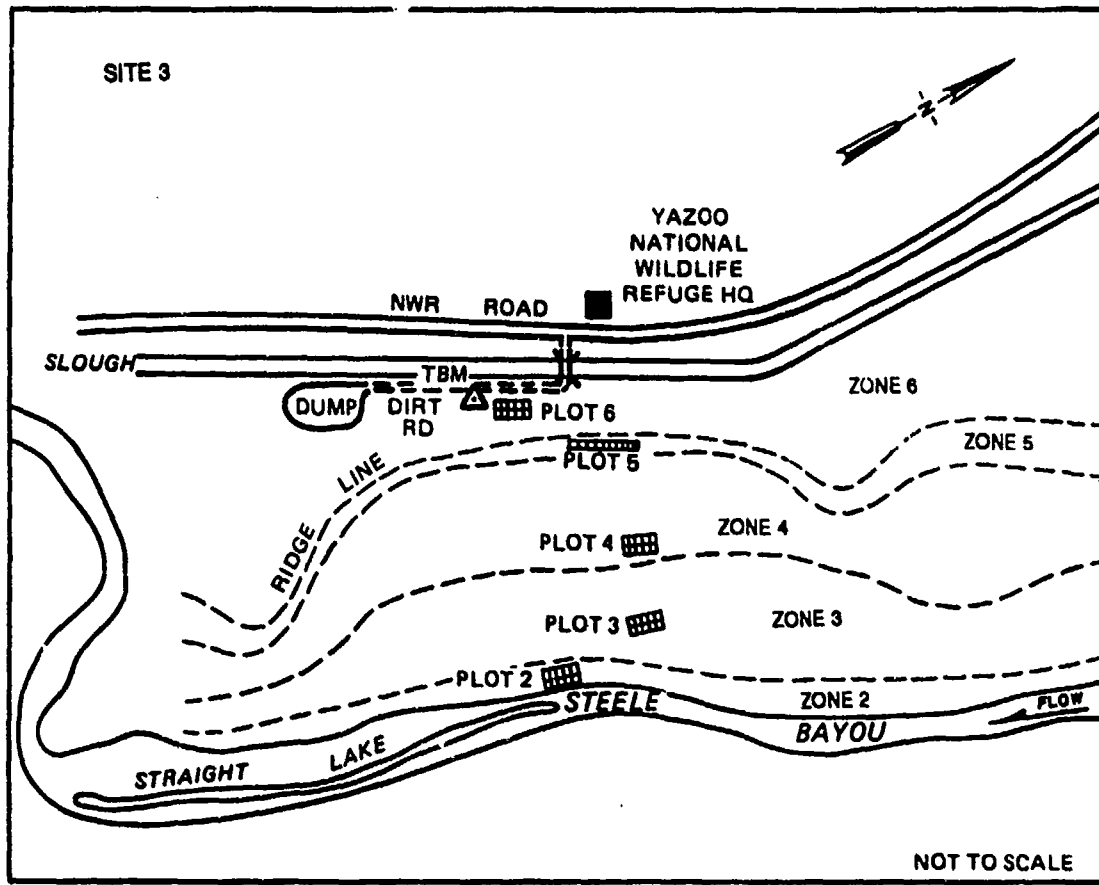 SITE 3
N
YAZOO
NATIONAL
WILDLIFE
REFUGE HQ
NWR ROAD
SLOUGH
TBM
ZONE 6
DUMP
DIRT
RD
PLOT 6
ZONE 5
PLOT 5
RIDGE LINE
ZONE 4
PLOT 4
ZONE 3
PLOT 3
PLOT 2
ZONE 2
STEELE
BAYOU
FLOW
STRAIGHT LAKE
NOT TO SCALE